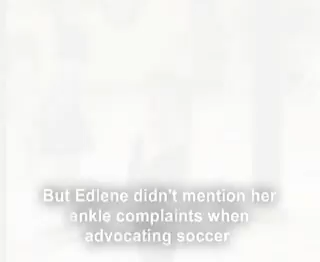 But Edlene didn't mention her
ankle complaints when
advocating soccer